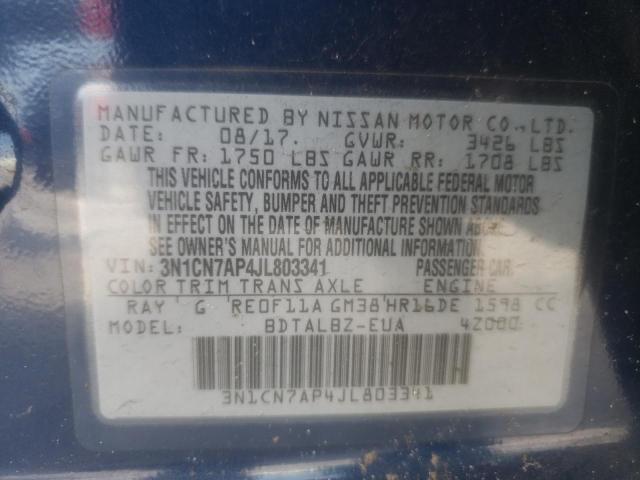 MANUFACTURED BY NISSAN MOTOR CO., LTD.
DATE: 08/17. GVWR: 3426 LBS
GAWR FR: 1750 LBS GAWR RR: 1708 LBS
THIS VEHICLE CONFORMS TO ALL APPLICABLE FEDERAL MOTOR
VEHICLE SAFETY, BUMPER AND THEFT PREVENTION STANDARDS
IN EFFECT ON THE DATE OF MANUFACTURE SHOWN ABOVE.
SEE OWNER'S MANUAL FOR ADDITIONAL INFORMATION.
VIN: 3N1CN7AP4JL803341 PASSENGER CAR
COLOR TRIM TRANS AXLE ENGINE
RAY G RE0F11A GM38 HR16DE 1598 CC
MODEL: BDTALBZ-EUA 4Z000
3N1CN7AP4JL803341